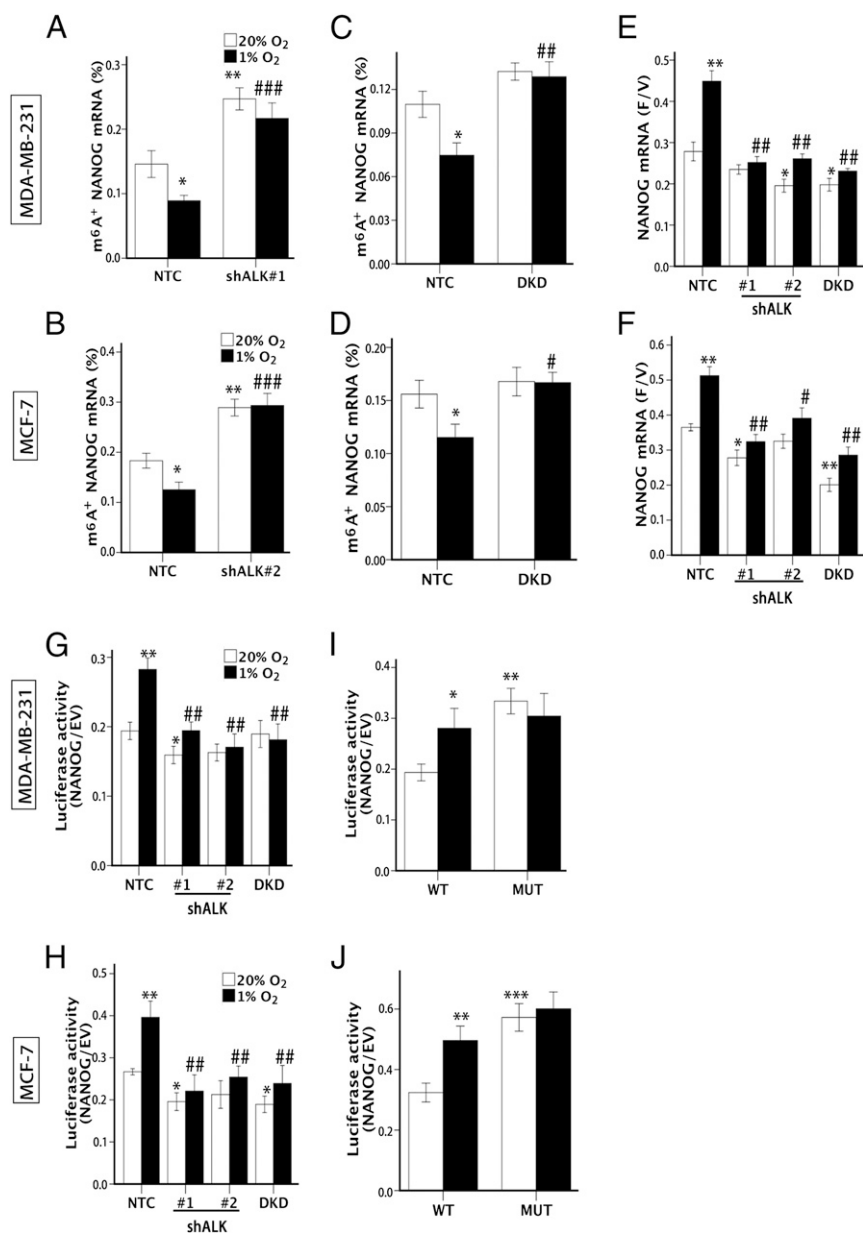 A
MDA-MB-231
m6A+ NANOG mRNA (%)
20% O2
1% O2
0.3
0.2
0.1
0.0
*
**
###
NTC
shALK#1
C
m6A+ NANOG mRNA (%)
0.12
0.09
0.06
0.03
0.00
*
##
NTC
DKD
E
NANOG mRNA (F/V)
0.5
0.4
0.3
0.2
0.0
**
##
*
##
*
##
NTC
#1
#2
DKD
shALK
B
MCF-7
m6A+ NANOG mRNA (%)
20% O2
1% O2
0.4
0.3
0.2
0.1
0.0
*
**
###
NTC
shALK#2
D
m6A+ NANOG mRNA (%)
0.20
0.15
0.10
0.05
0.00
*
#
NTC
DKD
F
NANOG mRNA (F/V)
0.6
0.5
0.4
0.3
0.2
0.0
**
*
##
#
**
##
NTC
#1
#2
DKD
shALK
G
MDA-MB-231
Luciferase activity
(NANOG/EV)
20% O2
1% O2
0.3
0.2
0.1
0.0
**
*
##
##
##
NTC
#1
#2
DKD
shALK
I
Luciferase activity
(NANOG/EV)
0.4
0.3
0.2
0.1
0.0
*
**
WT
MUT
H
MCF-7
Luciferase acitivity
(NANOG/EV)
20% O2
1% O2
0.5
0.4
0.3
0.2
0.1
0.0
**
*
##
##
*
##
NTC
#1
#2
DKD
shALK
J
Luciferase activity
(NANOG/EV)
0.6
0.4
0.2
0.0
**
***
WT
MUT